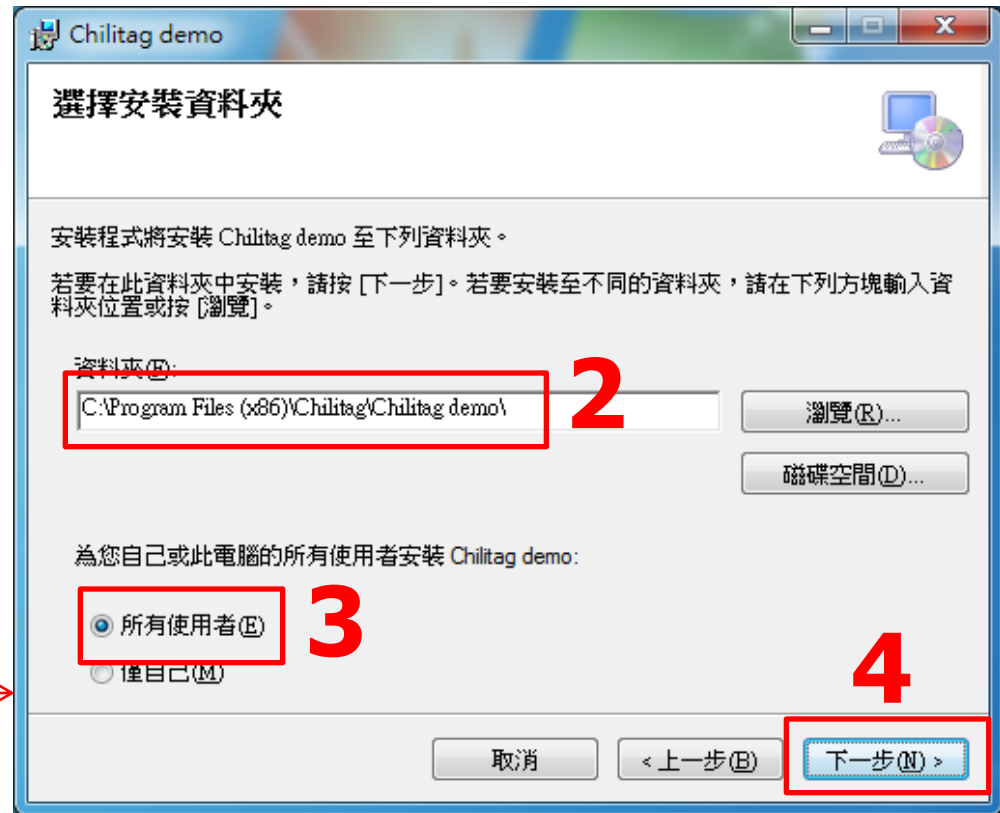 Chilitag demo
選擇安裝資料夾
安裝程式將安裝 Chilitag demo 至下列資料夾。
若要在此資料夾中安裝，請按 [下一步]。若要安裝至不同的資料夾，請在下列方塊輸入資
料夾位置或按 [瀏覽]。
資料夾(F):
C:\Program Files (x86)\Chilitag\Chilitag demo\
2
瀏覽(R)...
磁碟空間(D)...
為您自己或此電腦的所有使用者安裝 Chilitag demo:
所有使用者(E)
3
僅自己(M)
4
取消
<上一步(B)
下一步(N) >